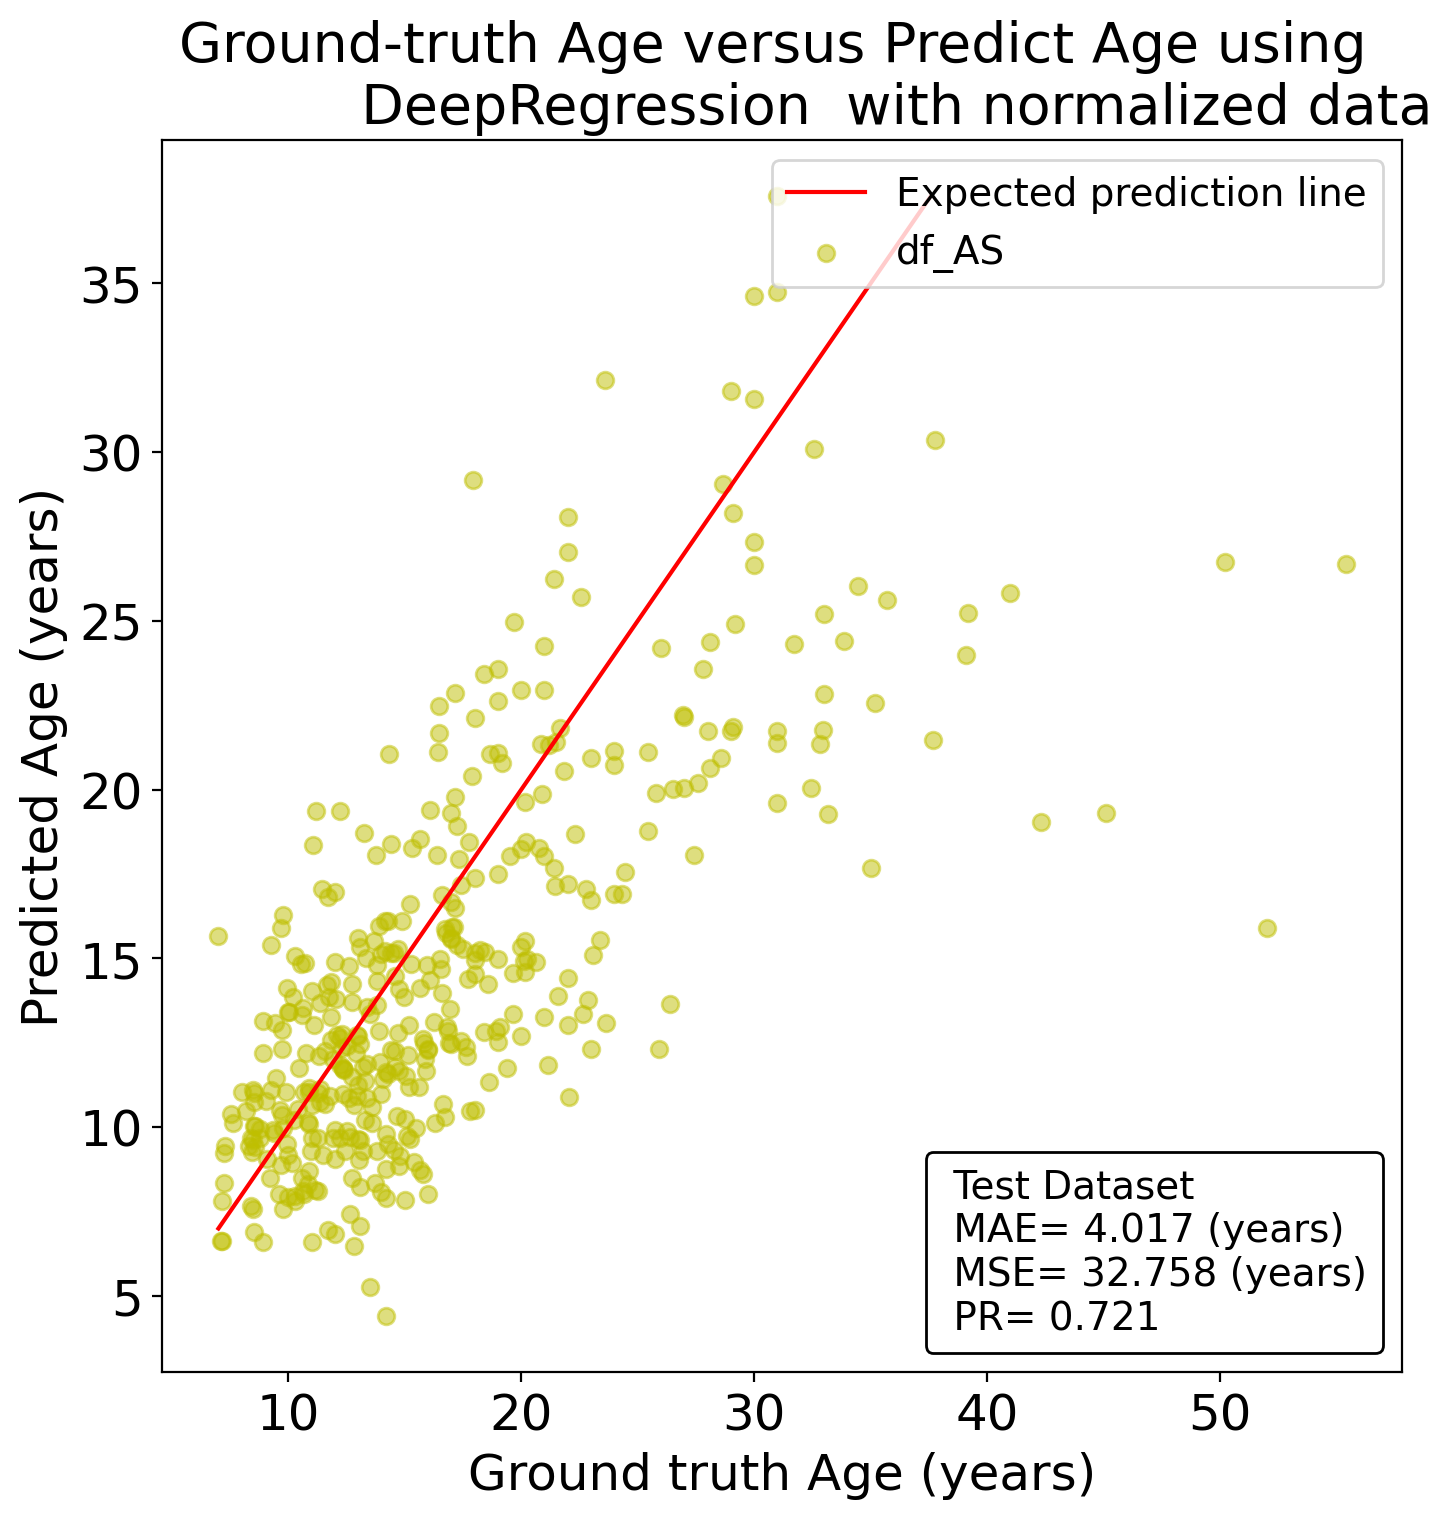 Ground-truth Age versus Predict Age using
DeepRegression  with normalized data
Expected prediction line
df_AS
35
30
25
20
15
10
5
Predicted Age (years)
Test Dataset
MAE= 4.017 (years)
MSE= 32.758 (years)
PR= 0.721
10 20 30 40 50
Ground truth Age (years)